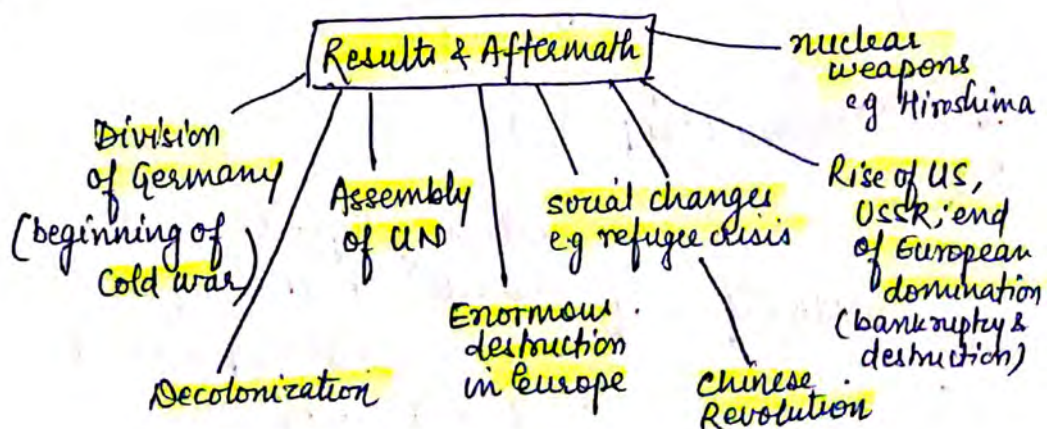 Results & Aftermath
nuclear
weapons
eg Hiroshima
Division
of Germany
(beginning of
Cold war)
Assembly
of UN
social changes
eg refugee crisis
Rise of US,
USSR; end
of European
domination
(bankruptcy &
destruction)
Enormous
destruction
in Europe
Decolonization
Chinese
Revolution